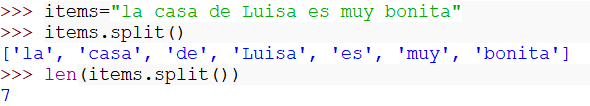 >>> items="la casa de Luisa es muy bonita"
>>> items.split()
['la', 'casa', 'de', 'Luisa', 'es', 'muy', 'bonita']
>>> len(items.split())
7